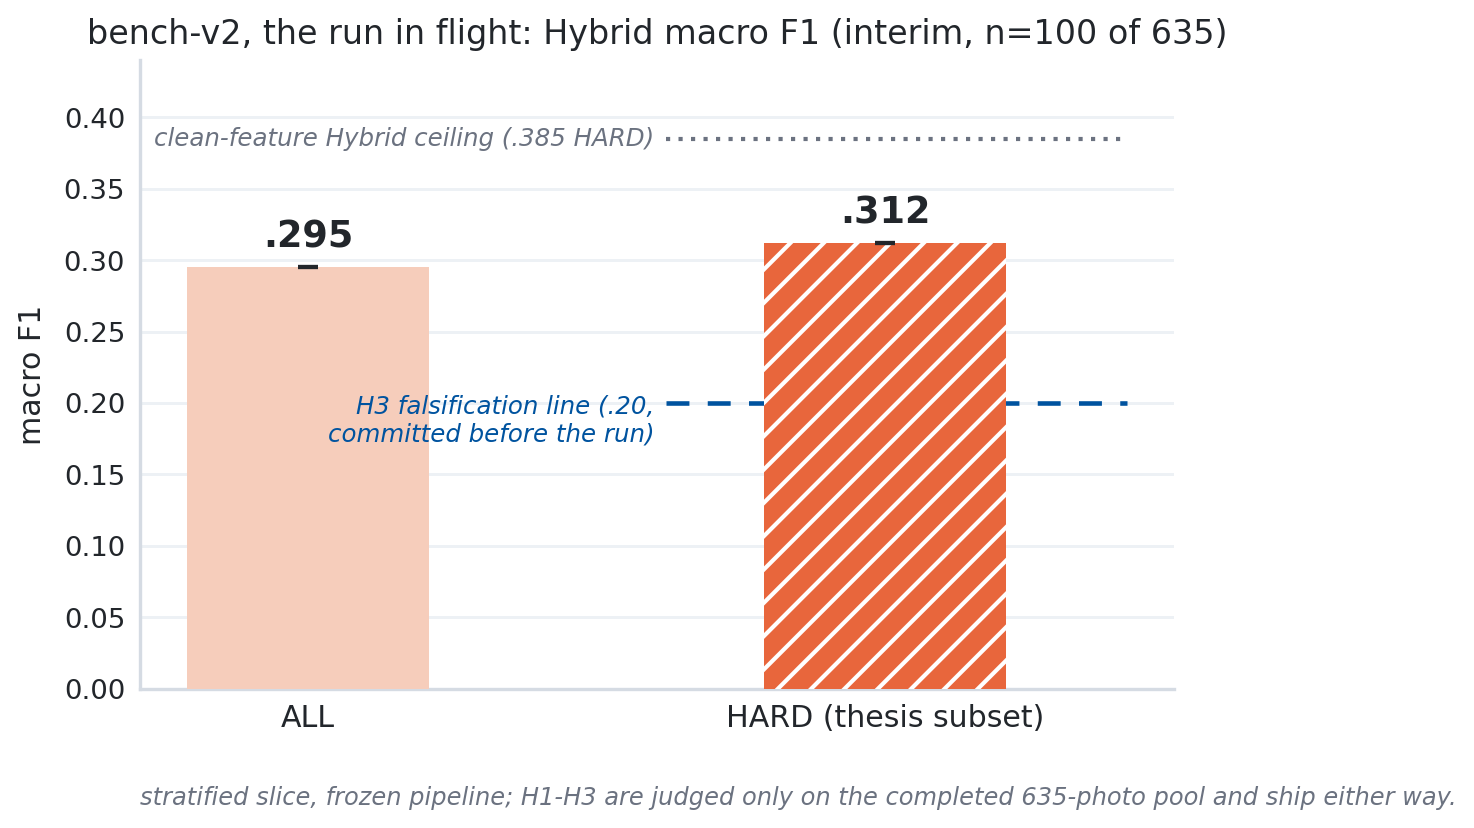 bench-v2, the run in flight: Hybrid macro F1 (interim, n=100 of 635)
macro F1
0.40
0.35
0.30
0.25
0.20
0.15
0.10
0.05
0.00
clean-feature Hybrid ceiling (.385 HARD)
.295
.312
H3 falsification line (.20,
committed before the run)
ALL
HARD (thesis subset)
stratified slice, frozen pipeline; H1-H3 are judged only on the completed 635-photo pool and ship either way.